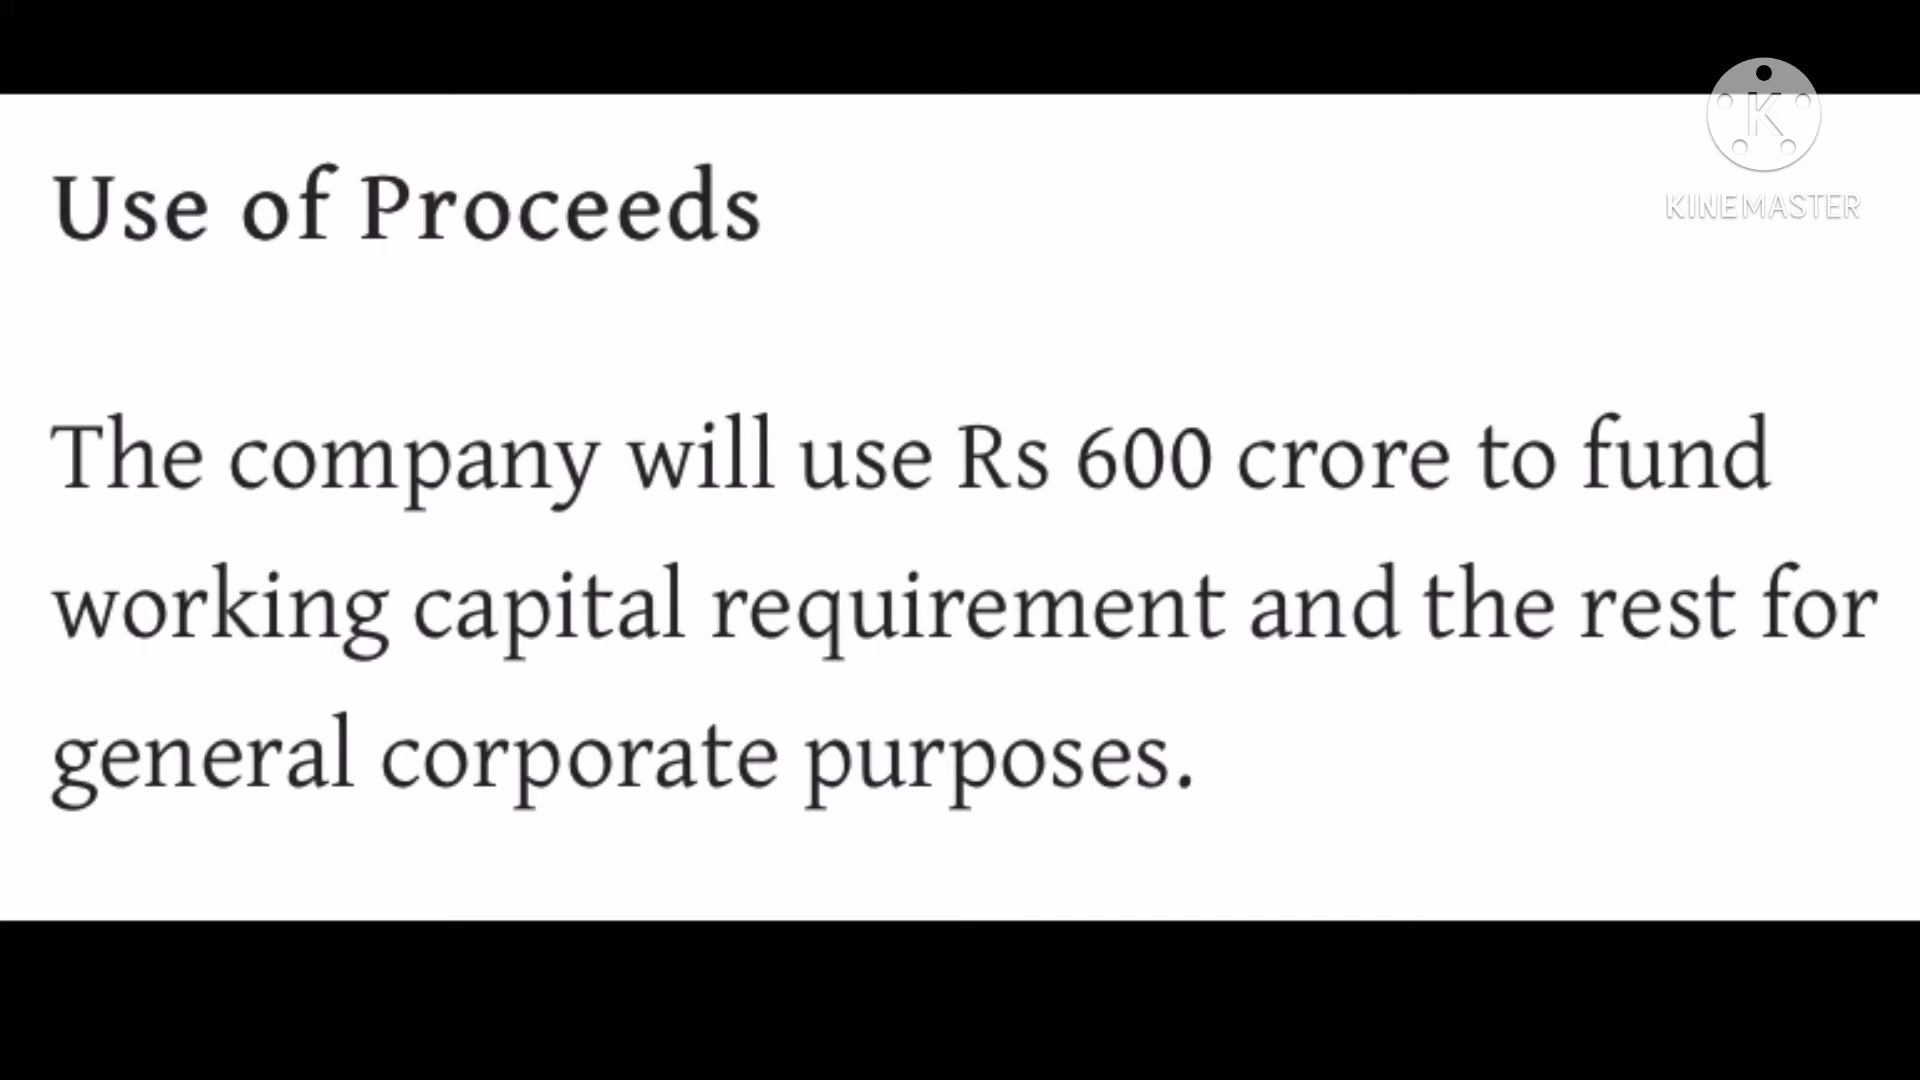 K
KINEMASTER
Use of Proceeds
The company will use Rs 600 crore to fund
working capital requirement and the rest for
general corporate purposes.